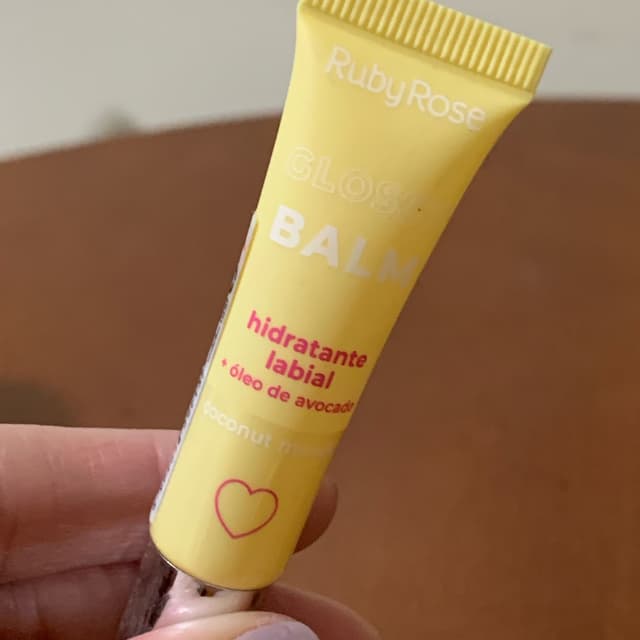 RubyRose
GLOSS
BALM
hidratante
labial
+ óleo de avocado
coconut